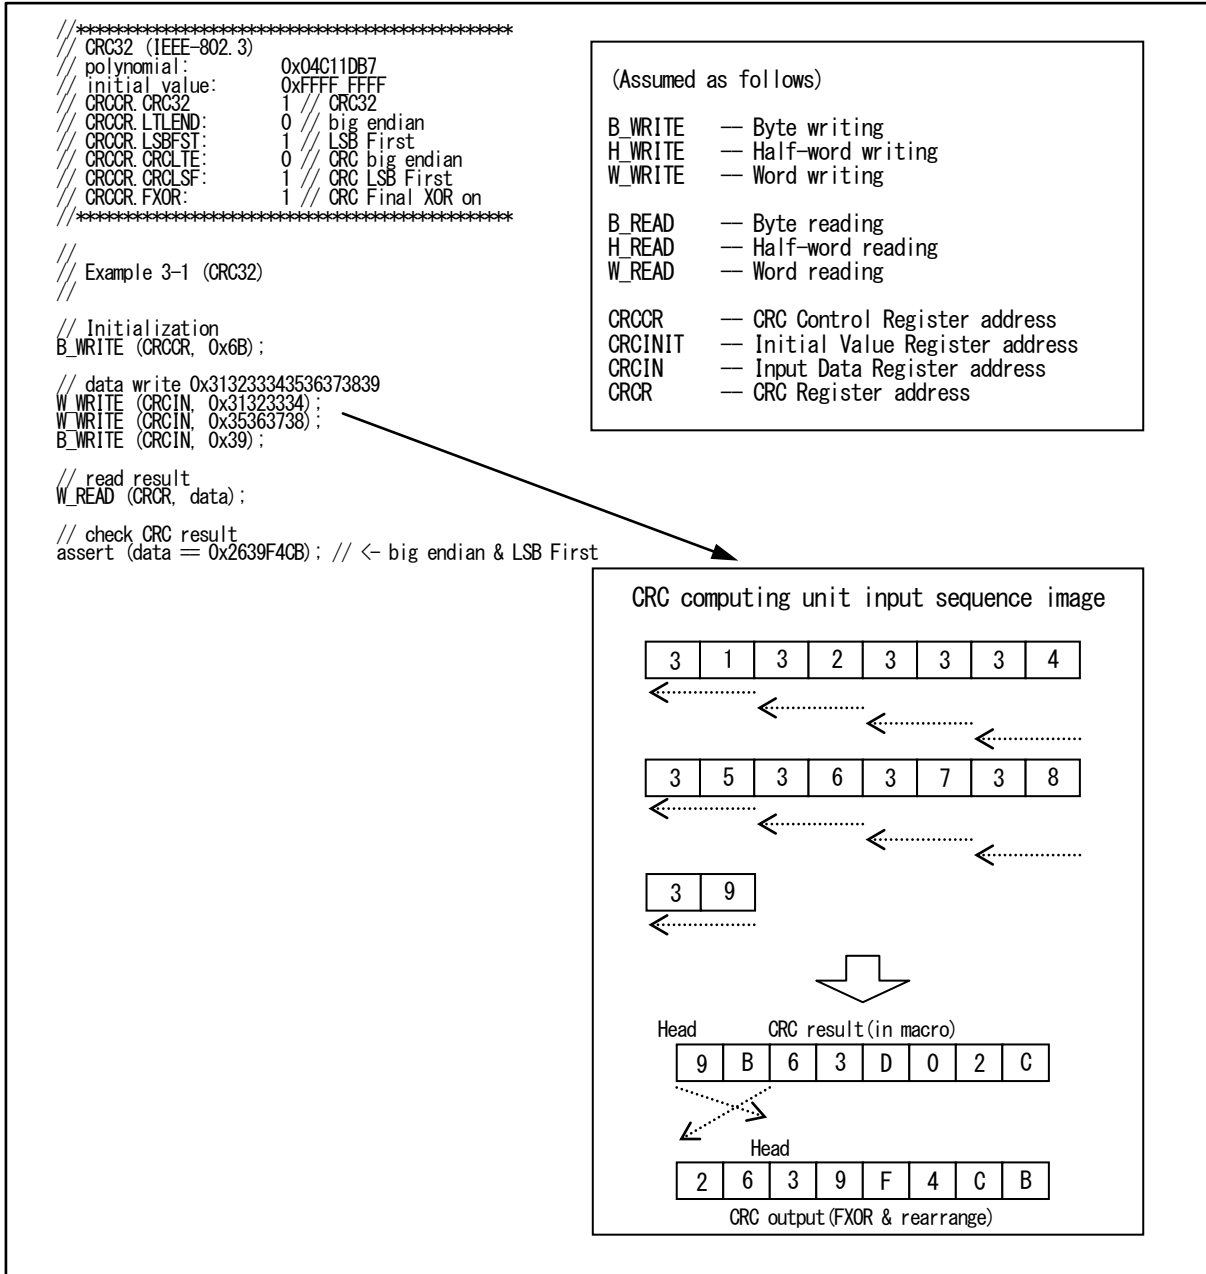 //***********************************************
// CRC32 (IEEE-802.3)
// polynomial: 0x04C11DB7
// initial value: 0xFFFF_FFFF
// CRCCR.CRC32 1 // CRC32
// CRCCR.LTLEND: 0 // big endian
// CRCCR.LSBFST: 1 // LSB First
// CRCCR.CRCLTE: 0 // CRC big endian
// CRCCR.CRCLSF: 1 // CRC LSB First
// CRCCR.FXOR: 1 // CRC Final XOR on
//***********************************************
//
// Example 3-1 (CRC32)
//
// Initialization
B_WRITE (CRCCR, 0x6B);
// data write 0x313233343536373839
W_WRITE (CRCIN, 0x31323334);
W_WRITE (CRCIN, 0x35363738);
B_WRITE (CRCIN, 0x39);
// read result
W_READ (CRCR, data);
// check CRC result
assert (data == 0x2639F4CB); // <- big endian & LSB First
(Assumed as follows)
B_WRITE -- Byte writing
H_WRITE -- Half-word writing
W_WRITE -- Word writing
B_READ -- Byte reading
H_READ -- Half-word reading
W_READ -- Word reading
CRCCR -- CRC Control Register address
CRCINIT -- Initial Value Register address
CRCIN -- Input Data Register address
CRCR -- CRC Register address
CRC computing unit input sequence image
3 1 3 2 3 3 3 4
3 5 3 6 3 7 3 8
3 9
Head CRC result(in macro)
9 B 6 3 D 0 2 C
Head
2 6 3 9 F 4 C B
CRC output(FXOR & rearrange)